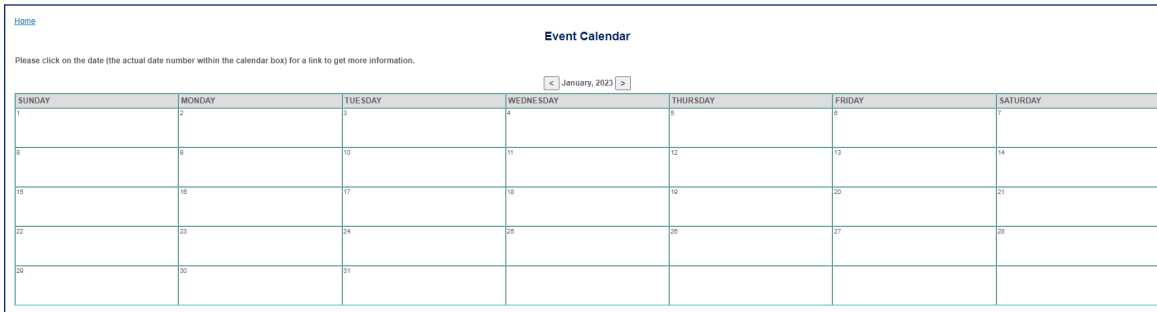 Home
Event Calendar
Please click on the date (the actual date number within the calendar box) for a link to get more information.
< January, 2023 >
SUNDAY MONDAY TUESDAY WEDNESDAY THURSDAY FRIDAY SATURDAY
1 2 3 4 5 6 7
8 9 10 11 12 13 14
15 16 17 18 19 20 21
22 23 24 25 26 27 28
29 30 31